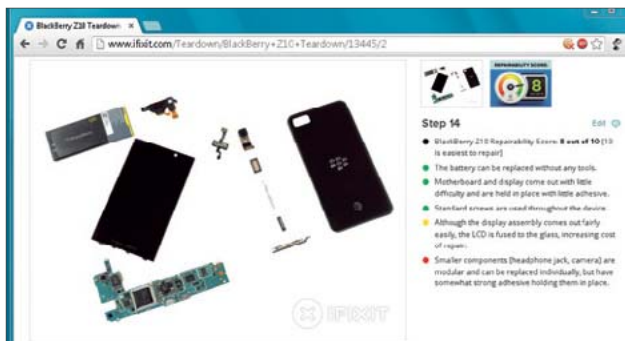 BlackBerry Z10 Teardown
www.ifixit.com/Teardown/BlackBerry+Z10+Teardown/13445/2
BlackBerry
REPAIRABILITY SCORE
8
Step 14
Edit
BlackBerry Z10 Repairability Score: 8 out of 10 (10
is easiest to repair)
The battery can be replaced without any tools.
Motherboard and display come out with little
difficulty and are held in place with little adhesive.
Standard screws are used throughout the device.
Although the display assembly comes out fairly
easily, the LCD is fused to the glass, increasing cost
of repair.
Smaller components (headphone jack, camera) are
modular and can be replaced individually, but have
somewhat strong adhesive holding them in place.
IFIXIT